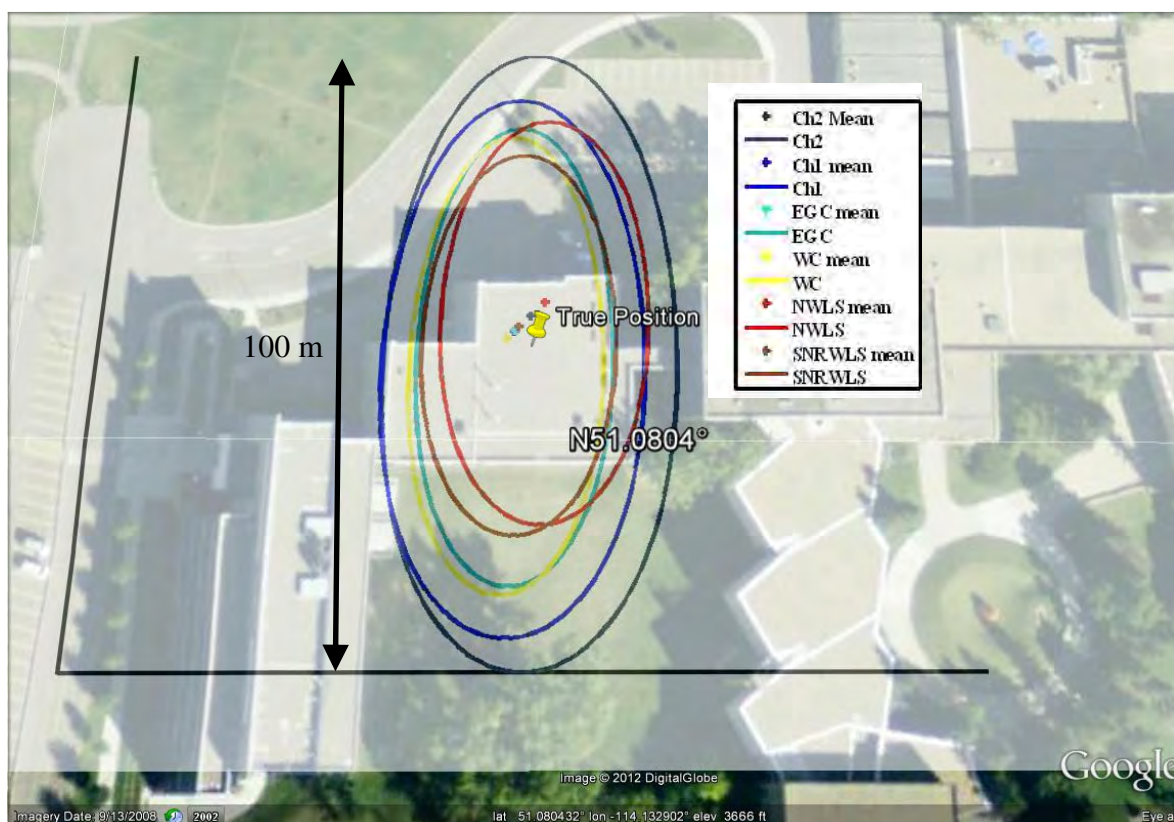 Ch2 Mean
Ch2
Ch1 mean
Ch1
EGC mean
EGC
WC mean
WC
NWLS mean
NWLS
SNRWLS mean
SNRWLS
True Position
100 m
N51.0804°
Google
Image © 2012 DigitalGlobe
Imagery Date: 9/13/2008 2002
lat 51.080432° lon -114.132902° elev 3666 ft
Eye